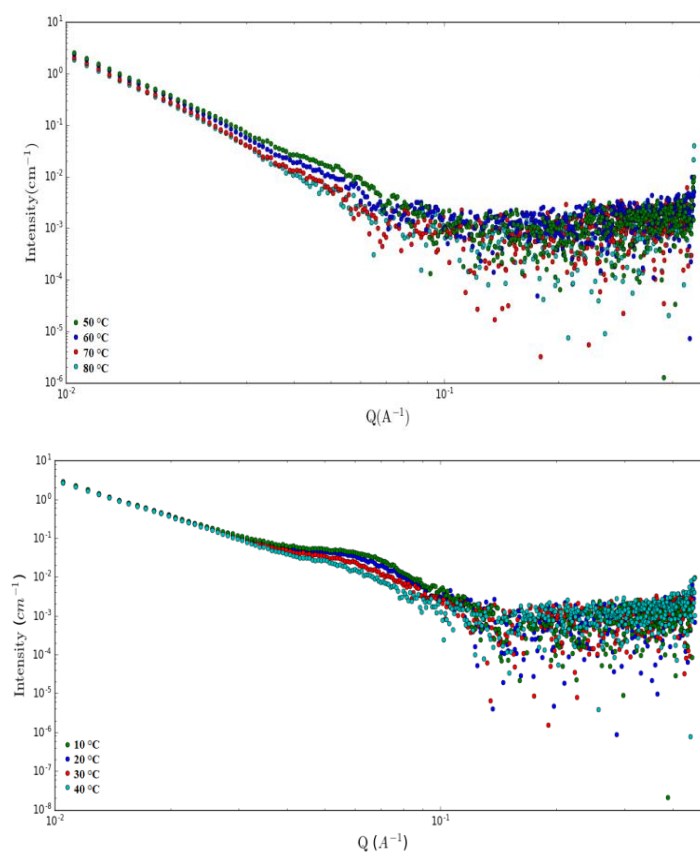 10¹
10⁰
10⁻¹
10⁻²
10⁻³
10⁻⁴
10⁻⁵
10⁻⁶
Intensity(cm⁻¹)
50 °C
60 °C
70 °C
80 °C
10⁻² 10⁻¹
Q(A⁻¹)
10¹
10⁰
10⁻¹
10⁻²
10⁻³
10⁻⁴
10⁻⁵
10⁻⁶
10⁻⁷
10⁻⁸
Intensity (cm⁻¹)
10 °C
20 °C
30 °C
40 °C
10⁻² 10⁻¹
Q (A⁻¹)